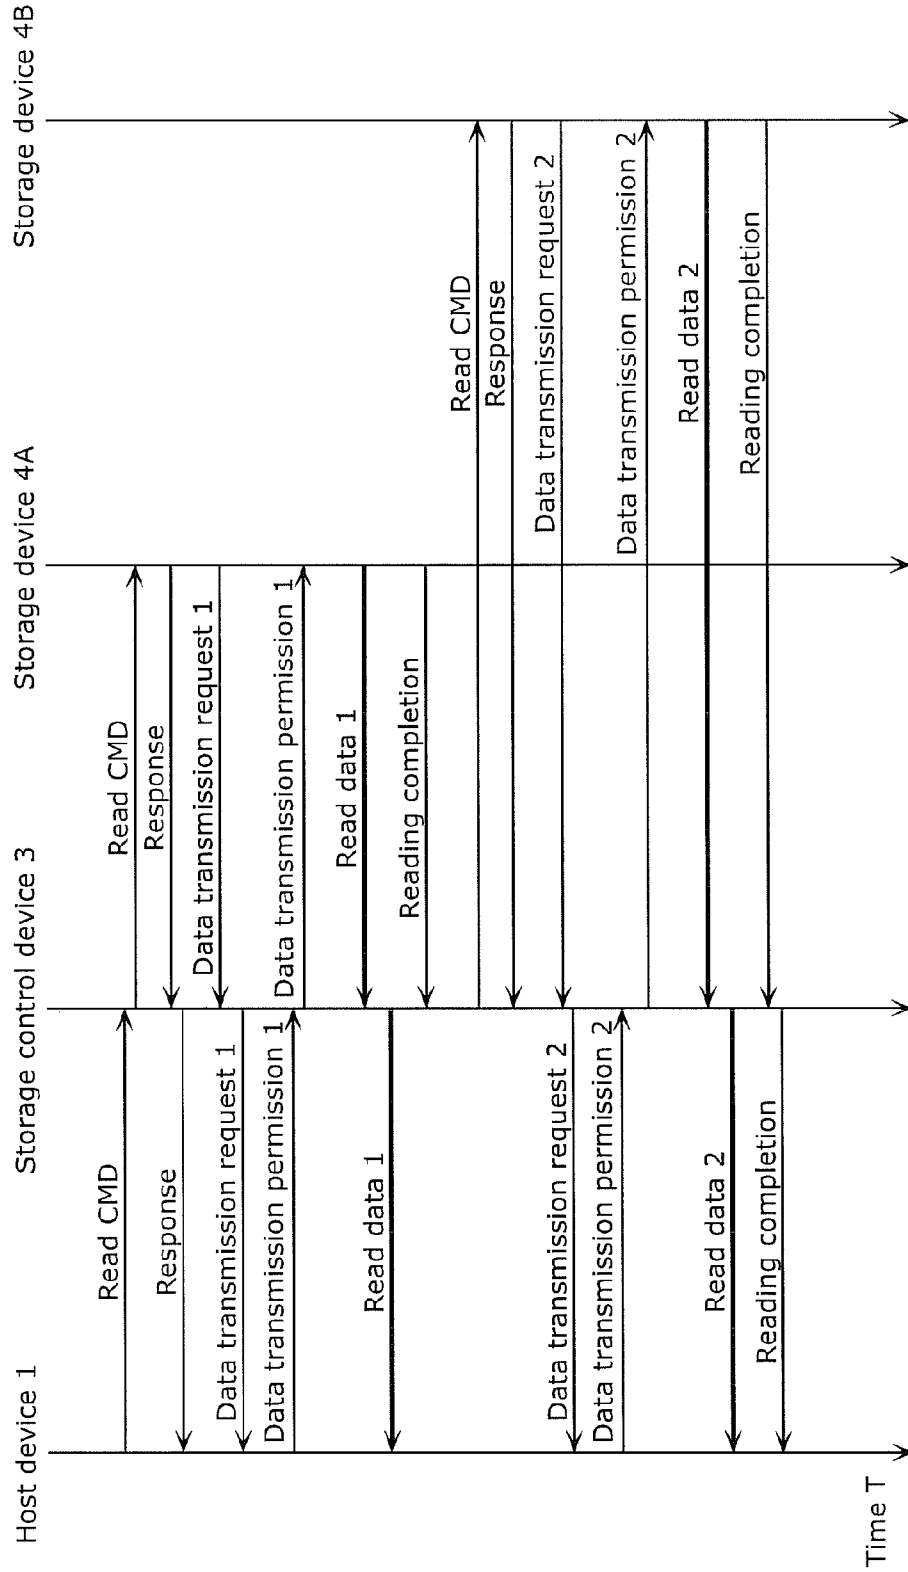 Host device 1
Storage control device 3
Storage device 4A
Storage device 4B
Read CMD
Read CMD
Response
Response
Data transmission request 1
Data transmission request 1
Data transmission permission 1
Data transmission permission 1
Read data 1
Read data 1
Reading completion
Read CMD
Response
Data transmission request 2
Data transmission request 2
Data transmission permission 2
Data transmission permission 2
Read data 2
Read data 2
Reading completion
Reading completion
Time T